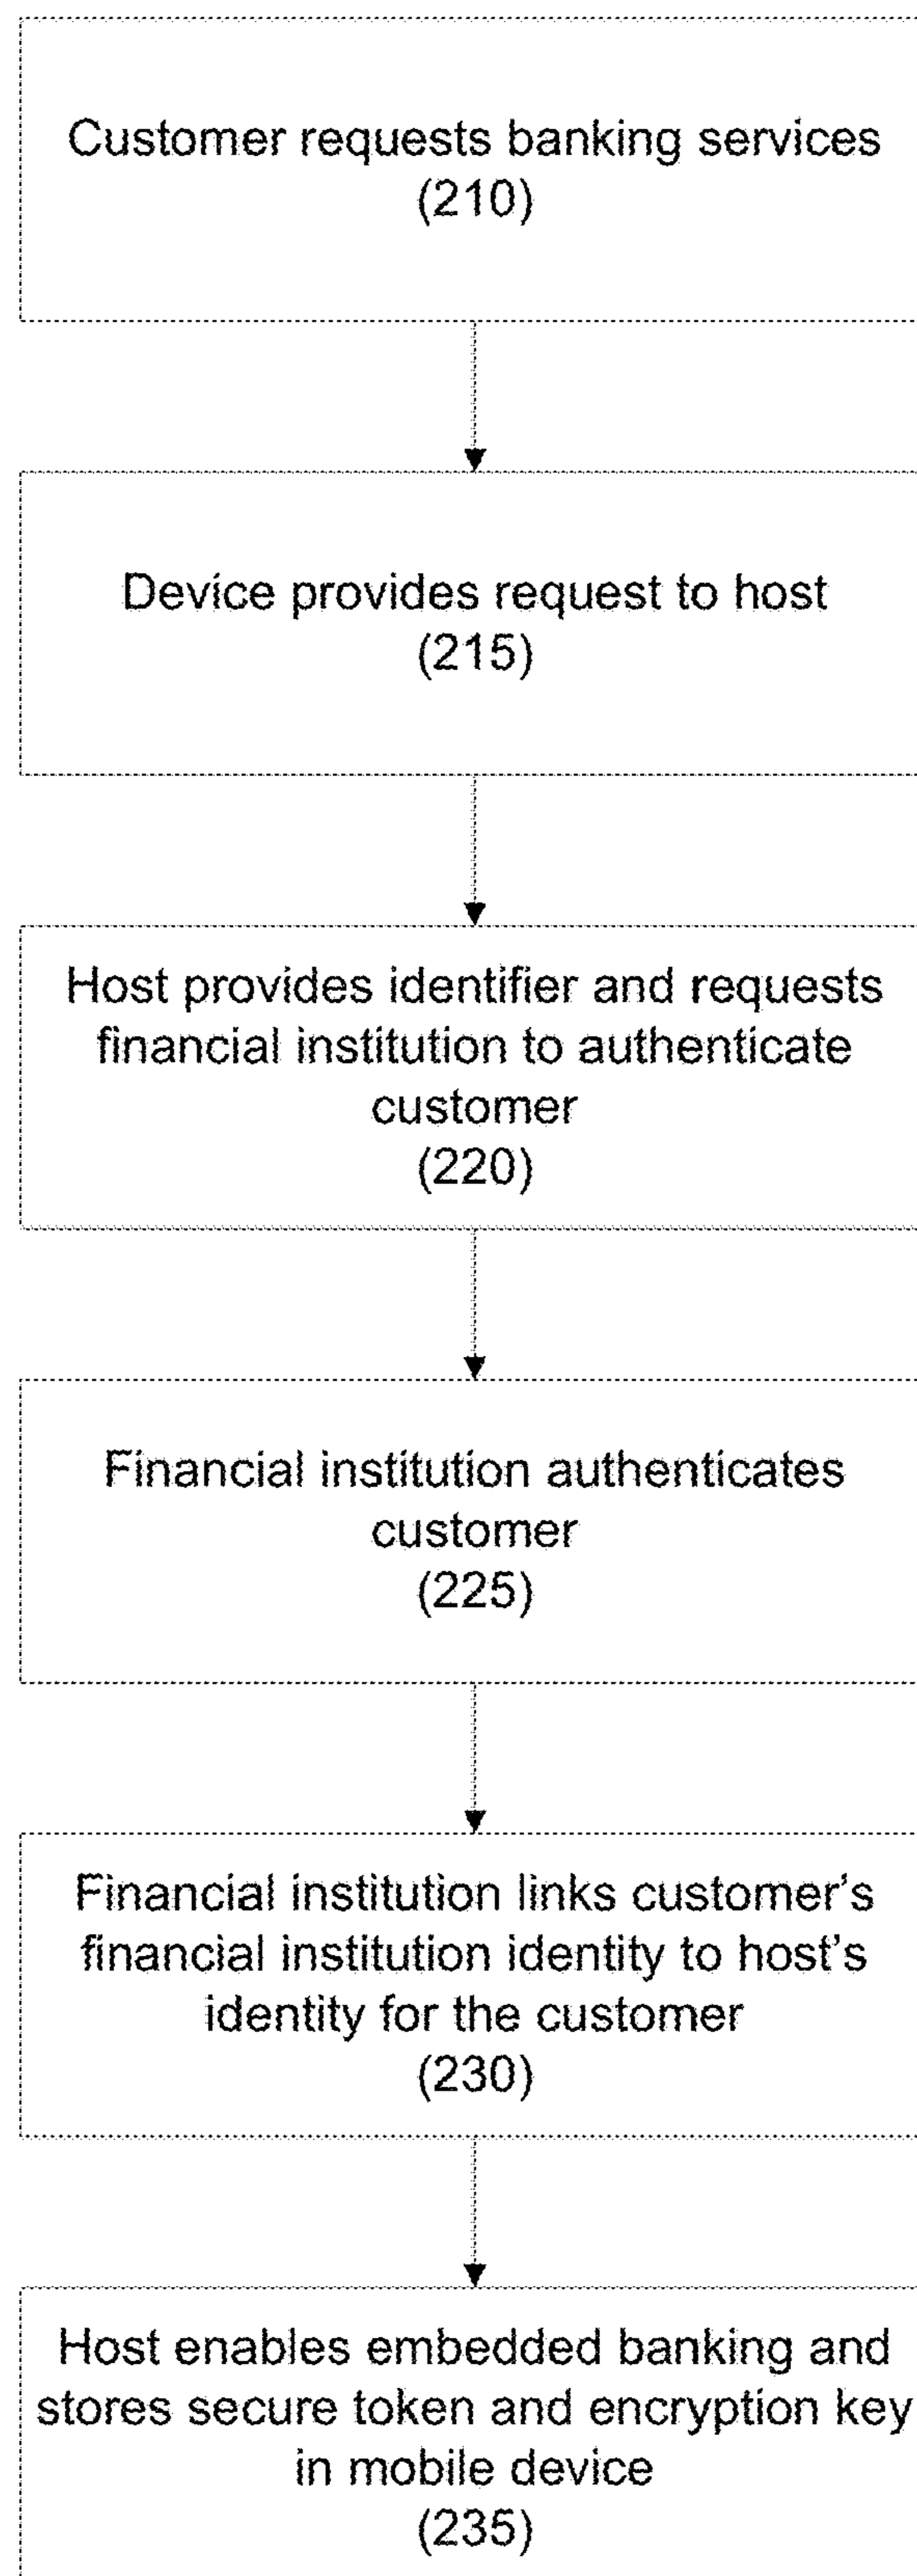 Customer requests banking services
(210)
Device provides request to host
(215)
Host provides identifier and requests
financial institution to authenticate
customer
(220)
Financial institution authenticates
customer
(225)
Financial institution links customer's
financial institution identity to host's
identity for the customer
(230)
Host enables embedded banking and
stores secure token and encryption key
in mobile device
(235)